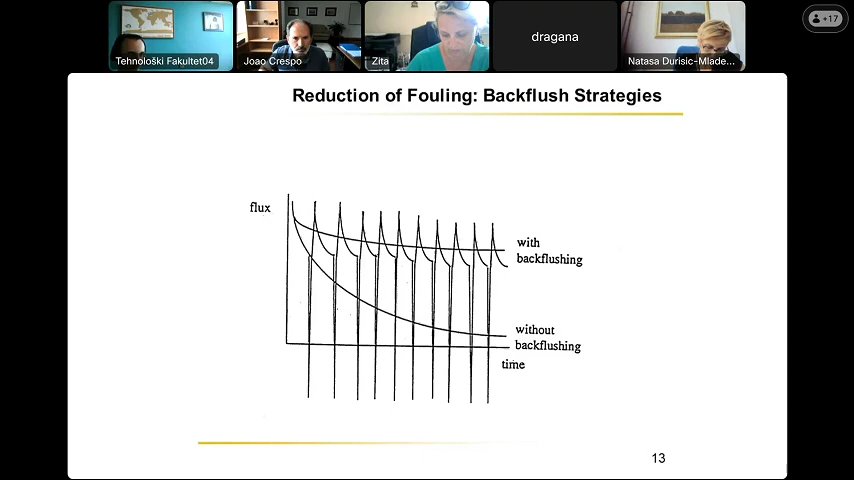 Tehnološki Fakultet04
Joao Crespo
Zita
dragana
Natasa Durisic-Mlade...
+17
Reduction of Fouling: Backflush Strategies
flux
with
backflushing
without
backflushing
time
13